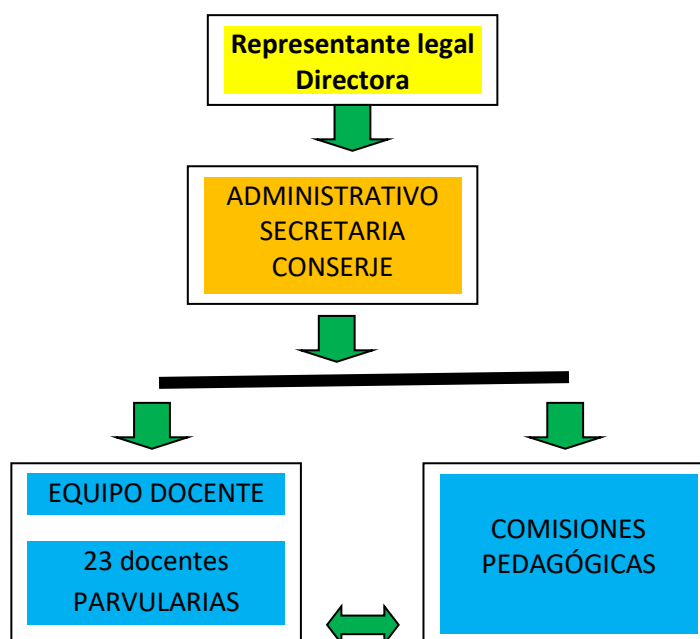 Representante legal
Directora
ADMINISTRATIVO
SECRETARIA
CONSERJE
EQUIPO DOCENTE
23 docentes
PARVULARIAS
COMISIONES
PEDAGÓGICAS